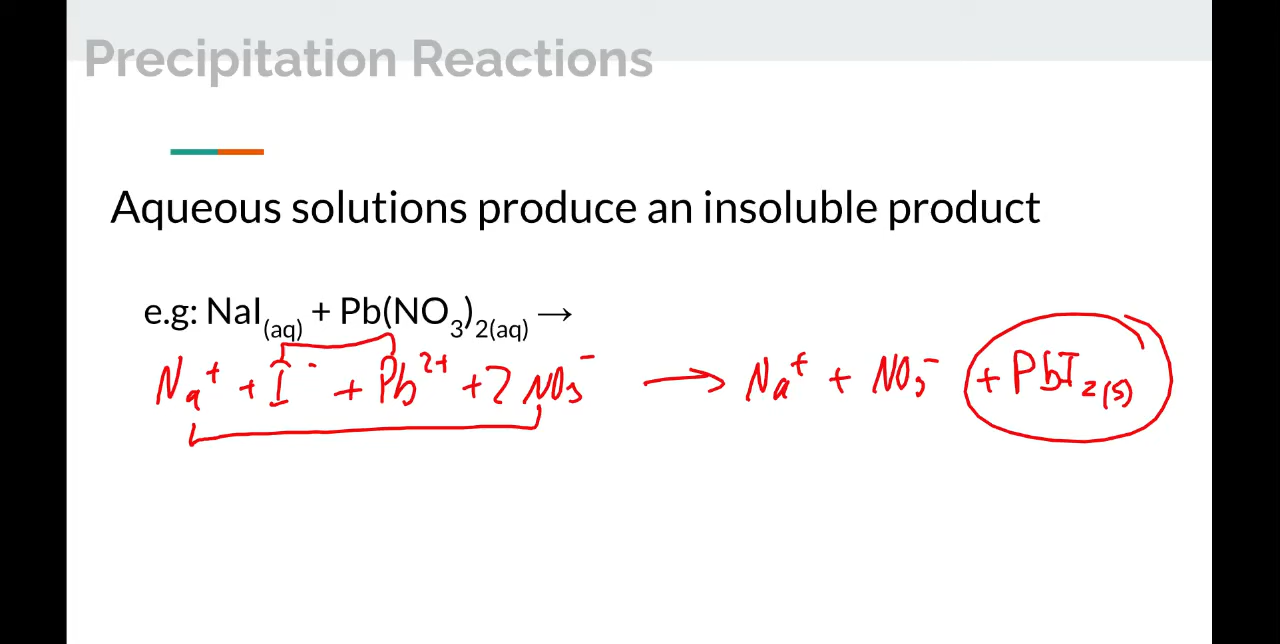 Precipitation Reactions
Aqueous solutions produce an insoluble product
e.g: NaI(aq) + Pb(NO3)2(aq) →
Na⁺ + I⁻ + Pb²⁺ + 2 NO₃⁻ → Na⁺ + NO₃⁻ + PbI₂(s)